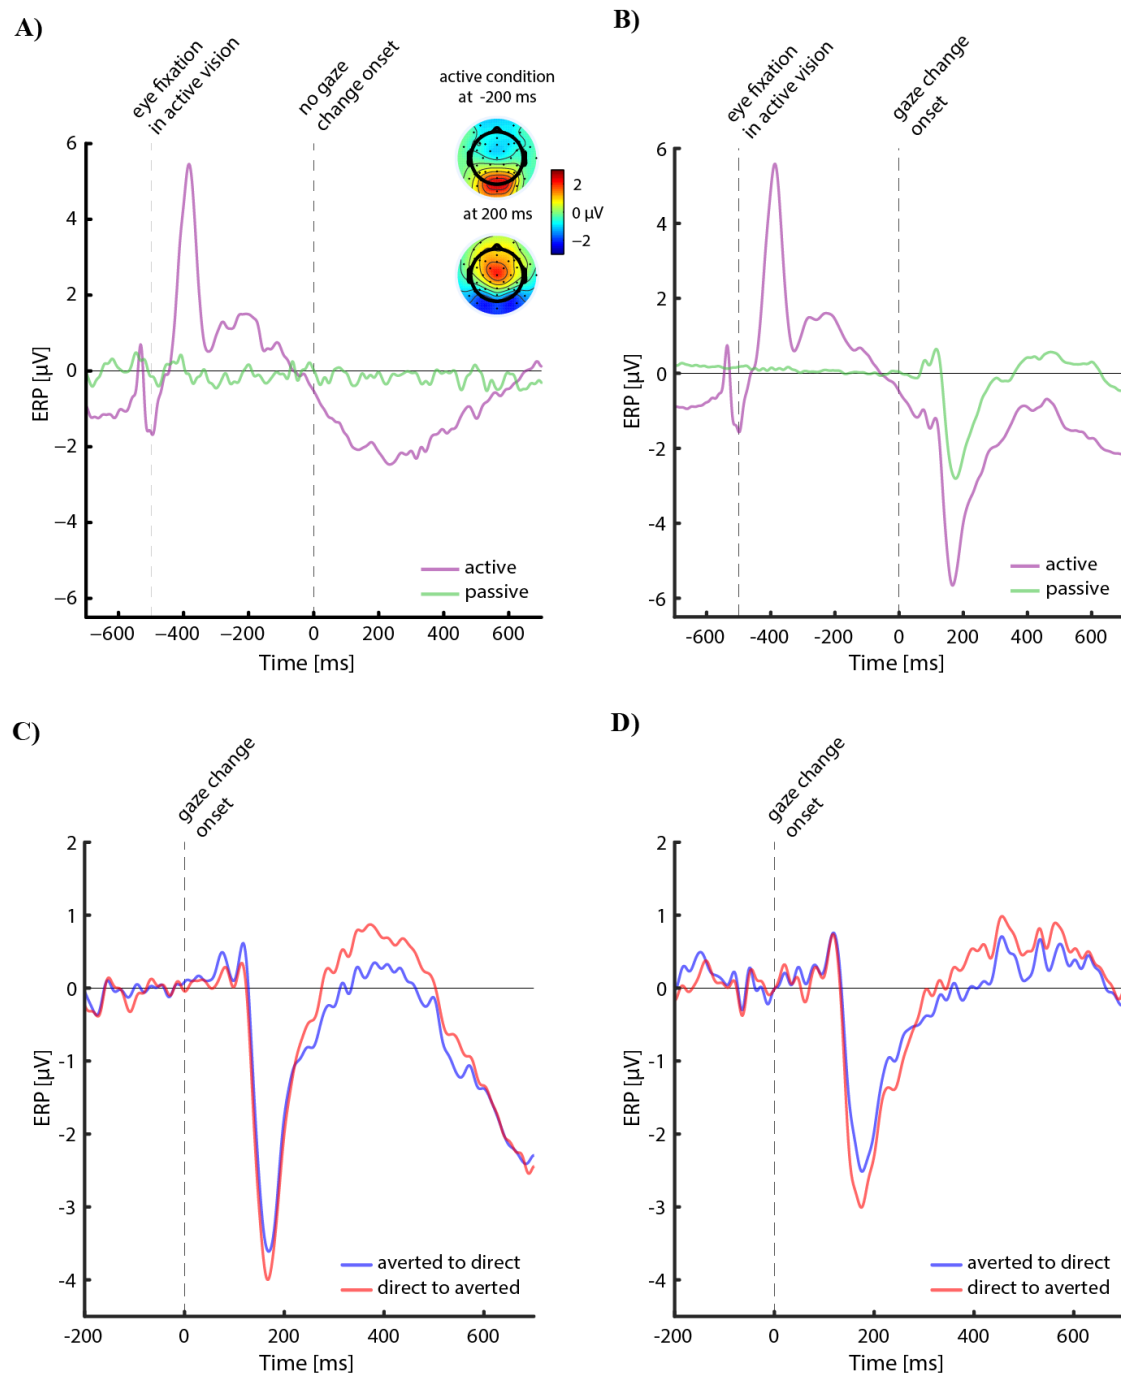 A)
eye fixation
in active vision
no gaze
change onset
active condition
at -200 ms
at 200 ms
2
0 µV
−2
6
4
2
0
−2
−4
−6
ERP [µV]
active
passive
−600 −400 −200 0 200 400 600
Time [ms]
B)
eye fixation
in active vision
gaze change
onset
6
4
2
0
-2
-4
-6
ERP [µV]
active
passive
-600 -400 -200 0 200 400 600
Time [ms]
C)
gaze change
onset
2
1
0
-1
-2
-3
-4
ERP [µV]
averted to direct
direct to averted
-200 0 200 400 600
Time [ms]
D)
gaze change
onset
2
1
0
-1
-2
-3
-4
ERP [µV]
averted to direct
direct to averted
-200 0 200 400 600
Time [ms]